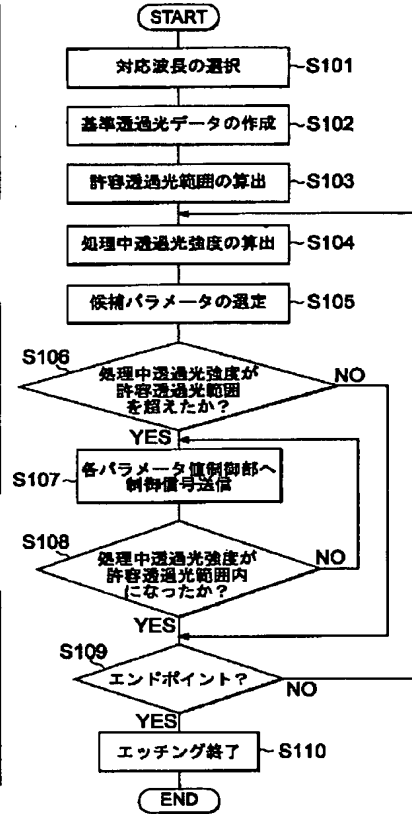 START
対応波長の選択
S101
基準透過光データの作成
S102
許容透過光範囲の算出
S103
処理中透過光強度の算出
S104
候補パラメータの選定
S105
S106
処理中透過光強度が
許容透過光範囲
を超えたか？
NO
YES
S107
各パラメータ値制御部へ
制御信号送信
S108
処理中透過光強度が
許容透過光範囲内
になったか？
NO
YES
S109
エンドポイント？
NO
YES
エッチング終了
S110
END